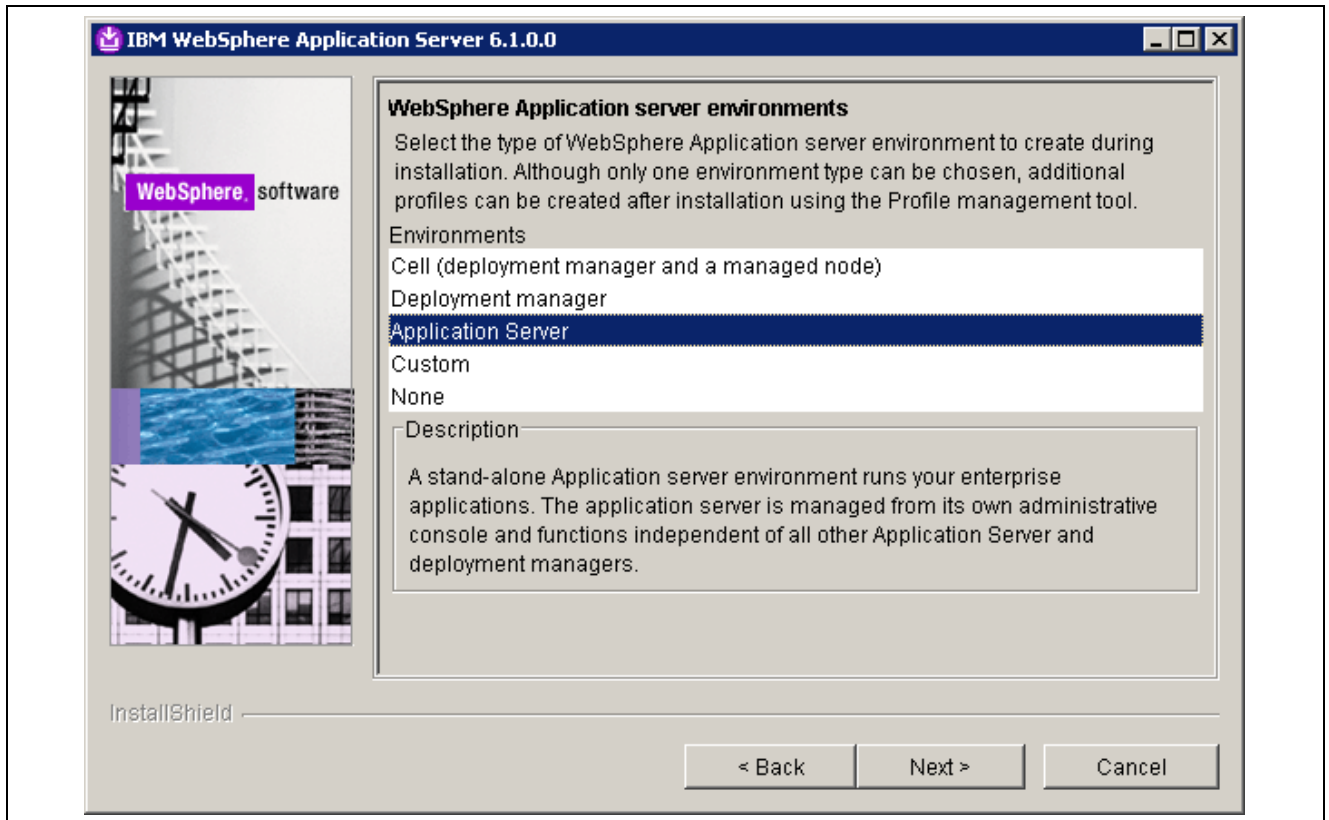 IBM WebSphere Application Server 6.1.0.0
WebSphere. software
WebSphere Application server environments
Select the type of WebSphere Application server environment to create during
installation. Although only one environment type can be chosen, additional
profiles can be created after installation using the Profile management tool.
Environments
Cell (deployment manager and a managed node)
Deployment manager
Application Server
Custom
None
Description
A stand-alone Application server environment runs your enterprise
applications. The application server is managed from its own administrative
console and functions independent of all other Application Server and
deployment managers.
InstallShield
< Back
Next >
Cancel